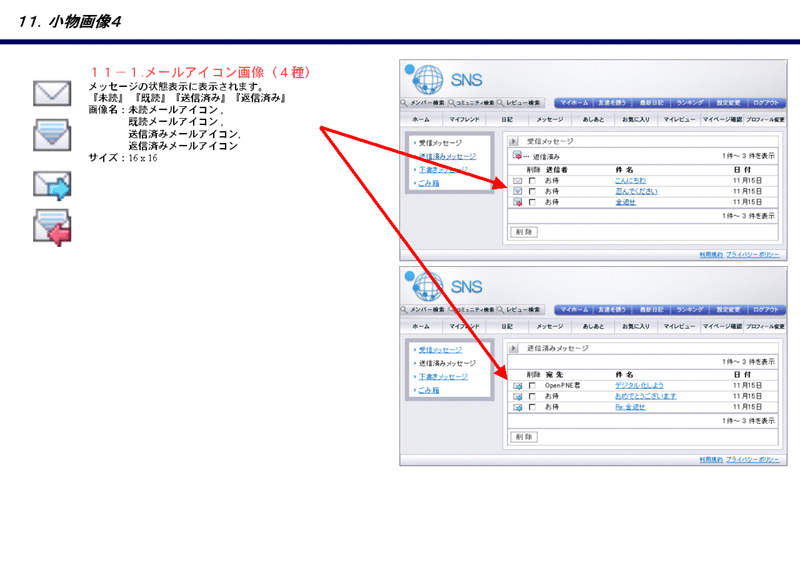 11. 小物画像4
11－1.メールアイコン画像（4種）
メッセージの状態表示に表示されます。
『未読』『既読』『送信済み』『返信済み』
画像名：未読メールアイコン,
既読メールアイコン,
送信済みメールアイコン,
返信済みメールアイコン
サイズ：16 x 16
SNS
メンバー検索 コミュニティ検索 レビュー検索 マイホーム 友達を誘う 最新日記 ランキング 設定変更 ログアウト
ホーム マイフレンド 日記 メッセージ あしあと お気に入り マイレビュー マイページ確認 プロフィール変更
受信メッセージ
送信済みメッセージ
下書きメッセージ
ごみ箱
受信メッセージ
… 返信済み 1件～ 3 件を表示
削除 送信者 件 名 日 付
お侍 こんにちわ 11月15日
お侍 忍んでください 11月15日
お侍 金返せ 11月15日
1件～ 3 件を表示
削 除
利用規約 プライバシーポリシー
SNS
メンバー検索 コミュニティ検索 レビュー検索 マイホーム 友達を誘う 最新日記 ランキング 設定変更 ログアウト
ホーム マイフレンド 日記 メッセージ あしあと お気に入り マイレビュー マイページ確認 プロフィール変更
受信メッセージ
送信済みメッセージ
下書きメッセージ
ごみ箱
送信済みメッセージ
1件～ 3 件を表示
削除 宛 先 件 名 日 付
OpenPNE君 デジタル化しよう 11月15日
お侍 おめでとうございます 11月15日
お侍 Re:金返せ 11月15日
1件～ 3 件を表示
削 除
利用規約 プライバシーポリシー